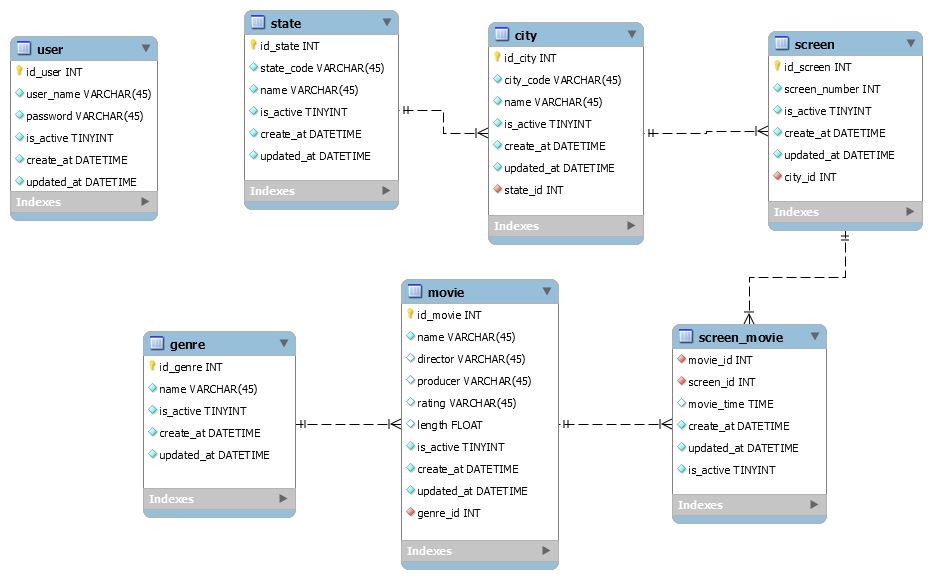 user
id_user INT
user_name VARCHAR(45)
password VARCHAR(45)
is_active TINYINT
create_at DATETIME
updated_at DATETIME
Indexes
state
id_state INT
state_code VARCHAR(45)
name VARCHAR(45)
is_active TINYINT
create_at DATETIME
updated_at DATETIME
Indexes
city
id_city INT
city_code VARCHAR(45)
name VARCHAR(45)
is_active TINYINT
create_at DATETIME
updated_at DATETIME
state_id INT
Indexes
screen
id_screen INT
screen_number INT
is_active TINYINT
create_at DATETIME
updated_at DATETIME
city_id INT
Indexes
genre
id_genre INT
name VARCHAR(45)
is_active TINYINT
create_at DATETIME
updated_at DATETIME
Indexes
movie
id_movie INT
name VARCHAR(45)
director VARCHAR(45)
producer VARCHAR(45)
rating VARCHAR(45)
length FLOAT
is_active TINYINT
create_at DATETIME
updated_at DATETIME
genre_id INT
Indexes
screen_movie
movie_id INT
screen_id INT
movie_time TIME
create_at DATETIME
updated_at DATETIME
is_active TINYINT
Indexes